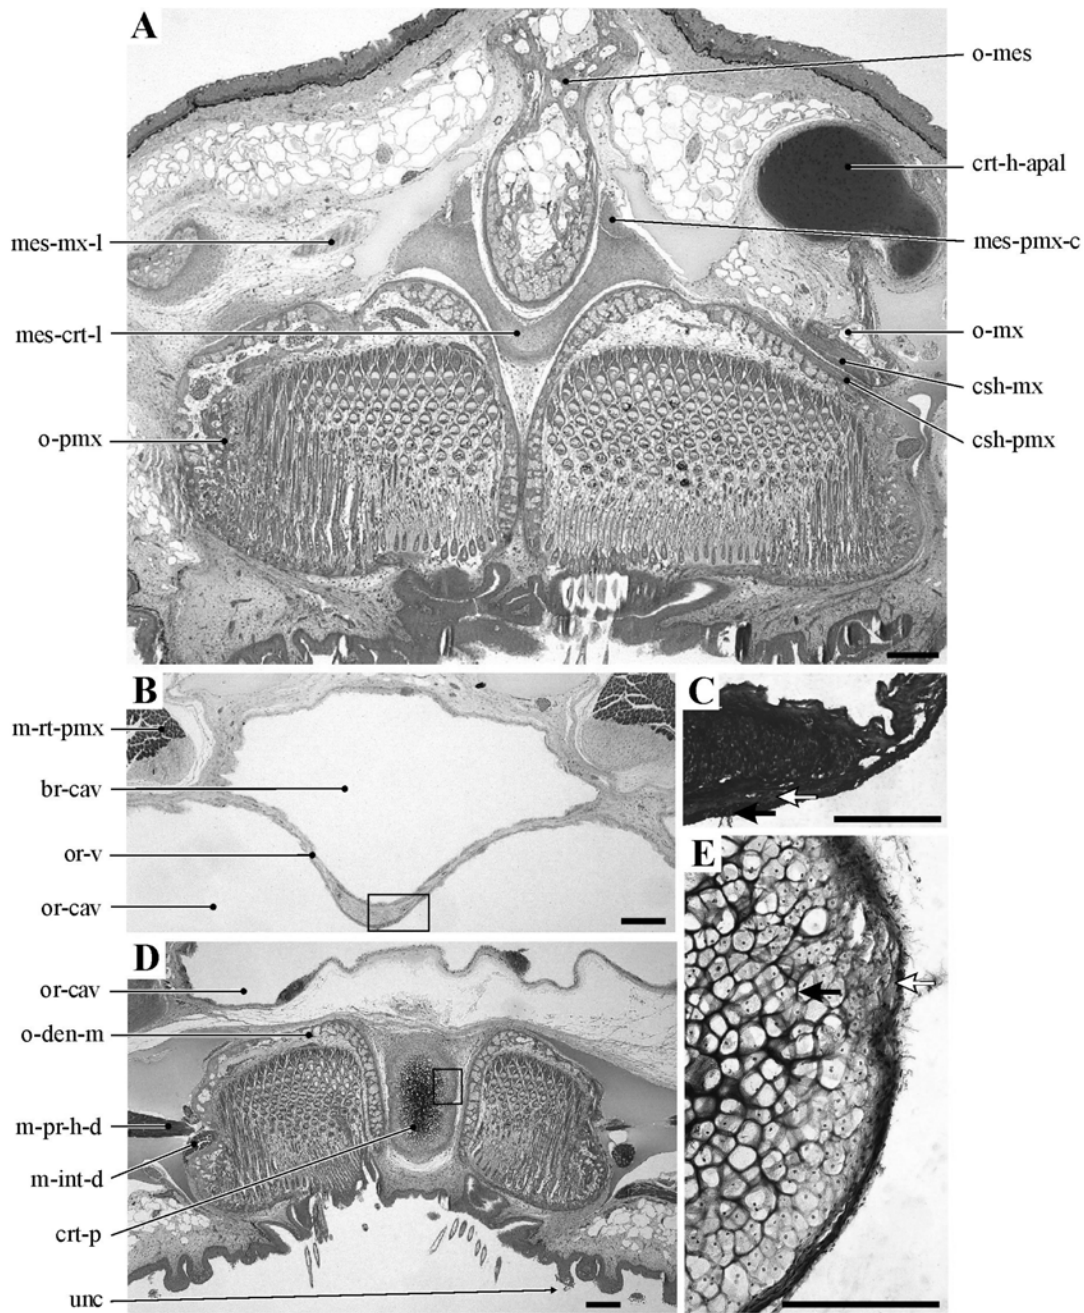 A
o-mes
crt-h-apal
mes-mx-l
mes-pmx-c
mes-crt-l
o-mx
csh-mx
o-pmx
csh-pmx
B
C
m-rt-pmx
br-cav
or-v
or-cav
E
D
or-cav
o-den-m
m-pr-h-d
m-int-d
crt-p
unc